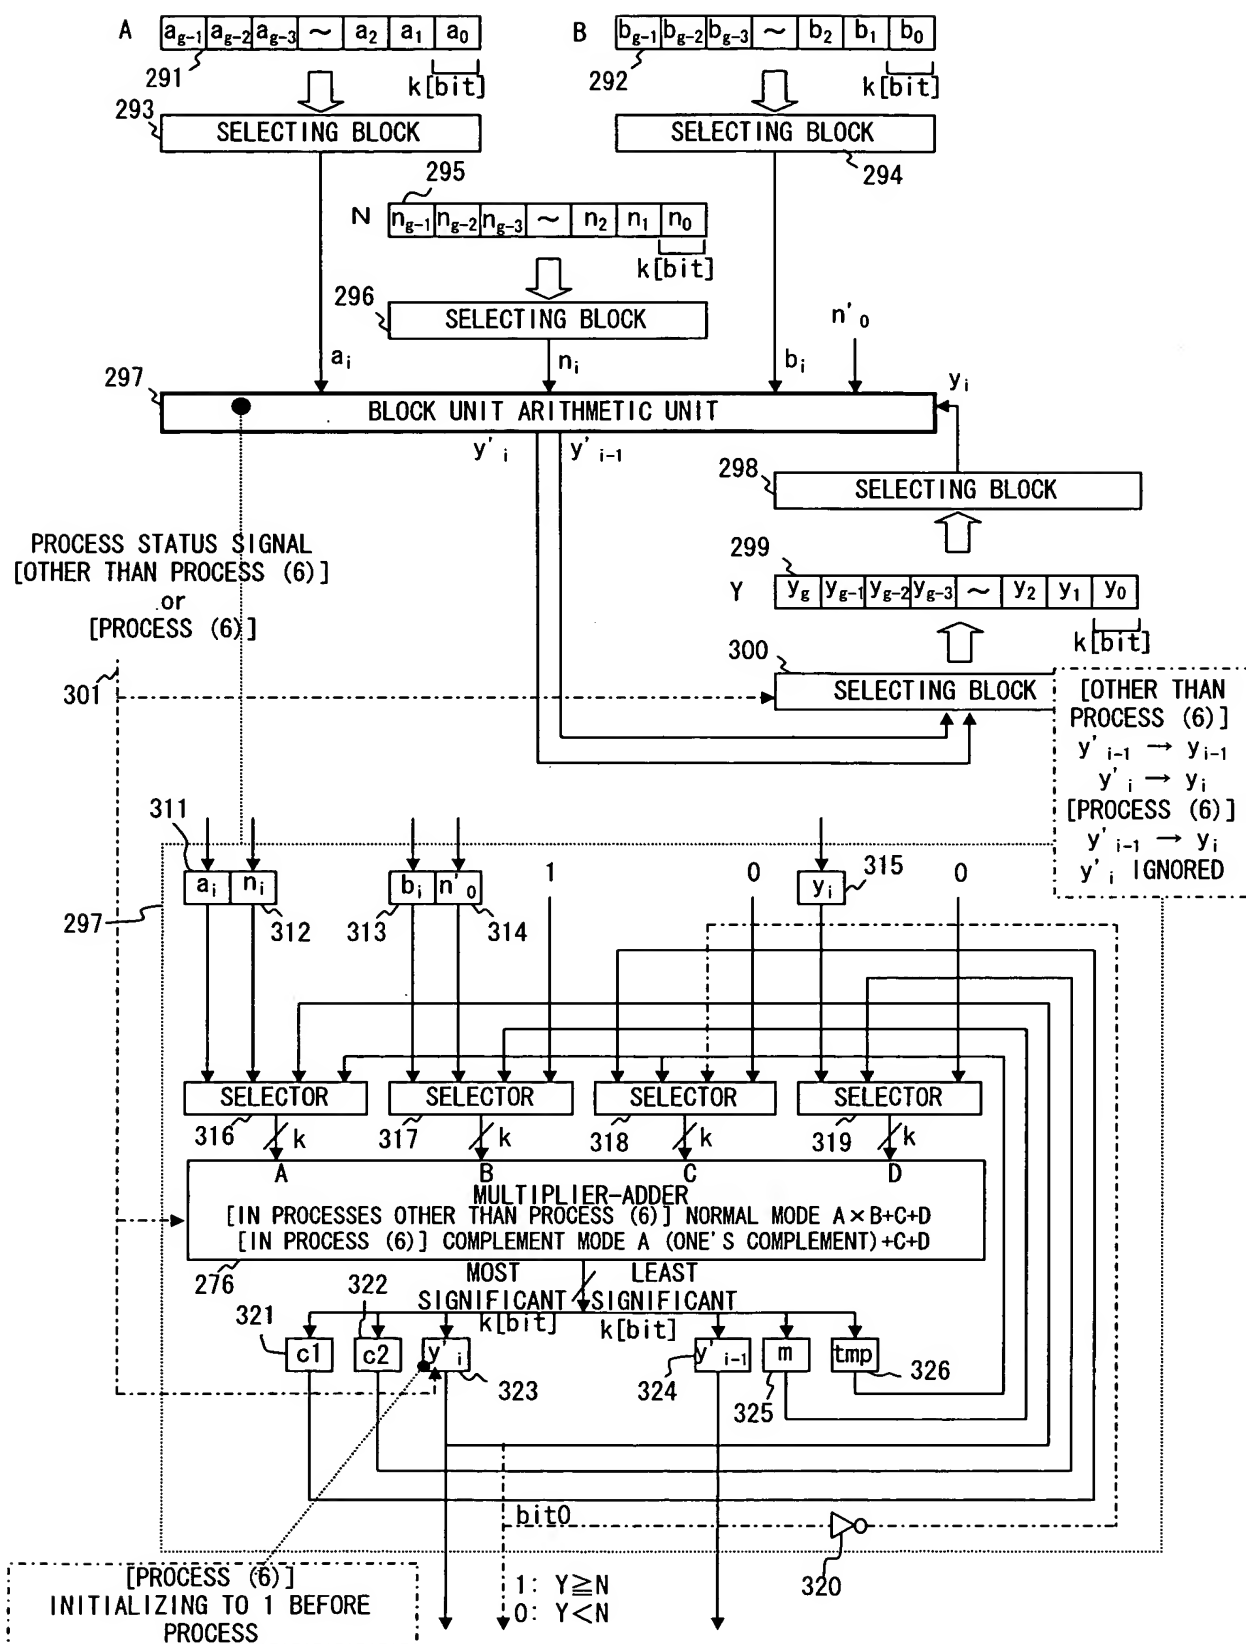 A a_{g-1} a_{g-2} a_{g-3} ~ a_2 a_1 a_0
B b_{g-1} b_{g-2} b_{g-3} ~ b_2 b_1 b_0
291 k[bit]
292 k[bit]
293 SELECTING BLOCK
SELECTING BLOCK 294
295
N n_{g-1} n_{g-2} n_{g-3} ~ n_2 n_1 n_0
k[bit]
296 SELECTING BLOCK
n'_0
a_i n_i b_i y_i
297 BLOCK UNIT ARITHMETIC UNIT
y'_i y'_{i-1}
298 SELECTING BLOCK
PROCESS STATUS SIGNAL
[OTHER THAN PROCESS (6)]
or
[PROCESS (6)]
299
Y y_g y_{g-1} y_{g-2} y_{g-3} ~ y_2 y_1 y_0
k[bit]
300
301
SELECTING BLOCK
[OTHER THAN
PROCESS (6)]
y'_{i-1} → y_{i-1}
y'_i → y_i
[PROCESS (6)]
y'_{i-1} → y_i
y'_i IGNORED
311 a_i n_i 312
b_i n'_0 313 314
1 0 y_i 315 0
297
SELECTOR SELECTOR SELECTOR SELECTOR
316 k 317 k 318 k 319 k
A B C D
MULTIPLIER-ADDER
[IN PROCESSES OTHER THAN PROCESS (6)] NORMAL MODE A×B+C+D
[IN PROCESS (6)] COMPLEMENT MODE A (ONE'S COMPLEMENT)+C+D
276
MOST SIGNIFICANT k[bit]
LEAST SIGNIFICANT k[bit]
321 322
c1 c2 y'_i y'_{i-1} m tmp
323 324 325 326
bit0
320
[PROCESS (6)]
INITIALIZING TO 1 BEFORE
PROCESS
1: Y≧N
0: Y<N